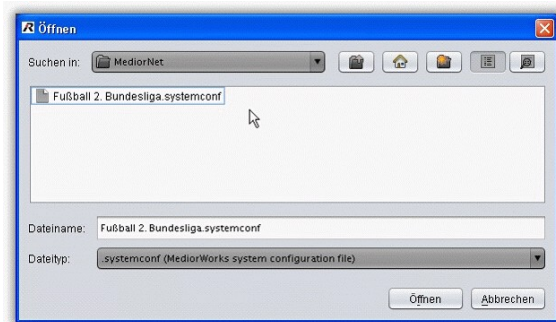 R Öffnen
Suchen in: MediorNet
Fußball 2. Bundesliga.systemconf
Dateiname: Fußball 2. Bundesliga.systemconf
Dateityp: .systemconf (MediorWorks system configuration file)
Öffnen Abbrechen